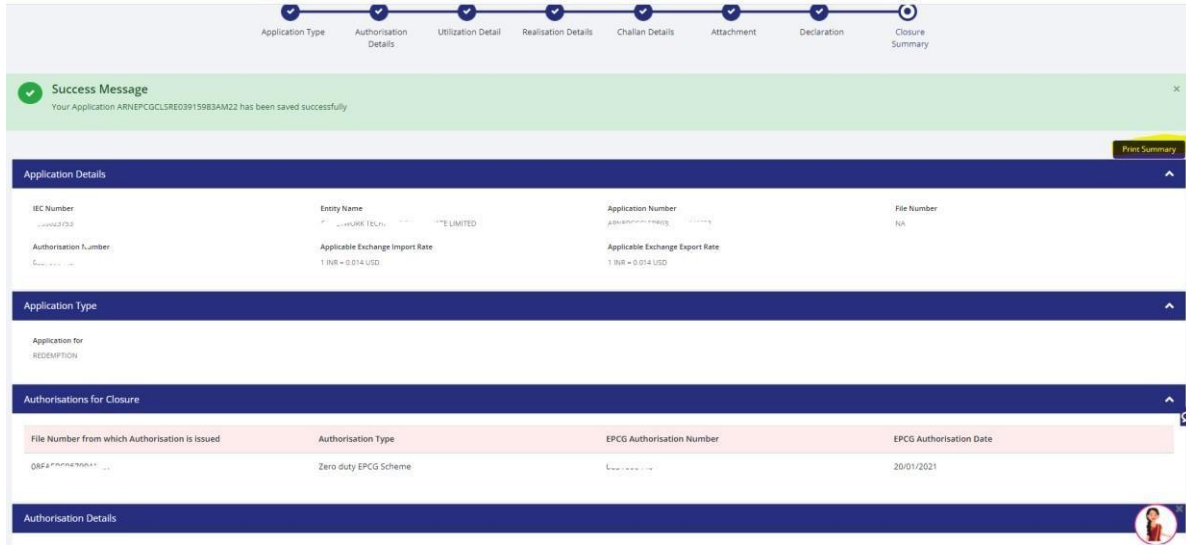 Application Type
Authorisation
Details
Utilization Detail
Realisation Details
Challan Details
Attachment
Declaration
Closure
Summary
Success Message
Your Application ARNEPCGCLSRE03915983AM22 has been saved successfully
Print Summary
Application Details
IEC Number
Entity Name
Application Number
File Number
LIMITED
NA
Authorisation
Applicable Exchange Import Rate
Applicable Exchange Export Rate
1 INR = 0.014 USD
1 INR = 0.014 USD
Application Type
Application for
REDEMPTION
Authorisations for Closure
File Number from which Authorisation is issued
Authorisation Type
EPCG Authorisation Number
EPCG Authorisation Date
Zero duty EPCG Scheme
20/01/2021
Authorisation Details